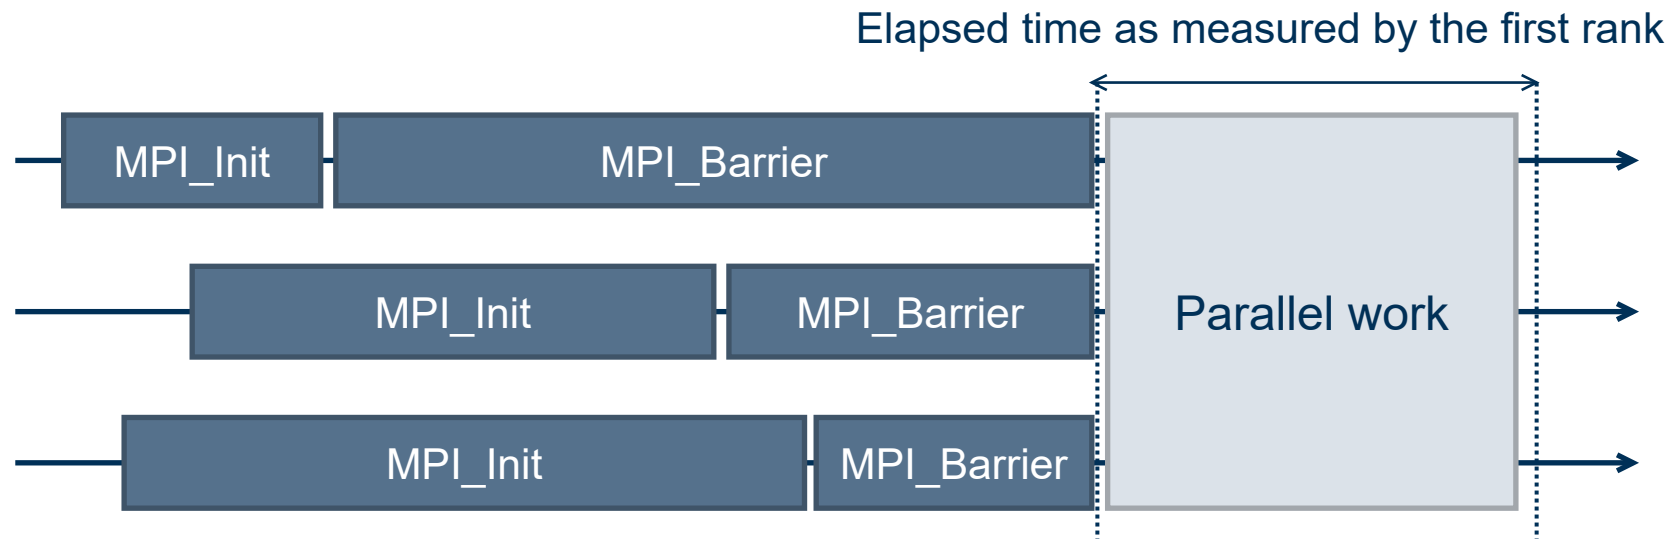 Elapsed time as measured by the first rank
MPI_Init
MPI_Barrier
MPI_Init
MPI_Barrier
Parallel work
MPI_Init
MPI_Barrier